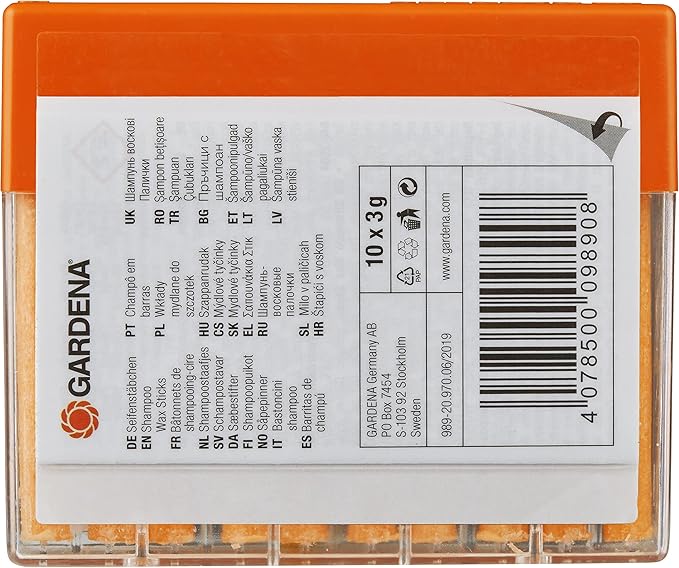 GARDENA®
DE Seifenstäbchen
EN Shampoo
Wax Sticks
FR Bâtonnets de
shampooing-cire
NL Shampoostaafjes
SV Schampostavar
DA Sæbestifter
FI Shampoopuikot
NO Såpepinner
IT Bastoncini
shampoo
ES Barritas de
champú
PT Champô em
barras
PL Wkłady
mydlane do
szczotek
HU Szappanrudak
CS Mýdlové tyčinky
SK Mydlové tyčinky
EL Σαπουνάκια Στικ
RU Шампунь-
восковые
палочки
SL Milo v paličicah
HR Štapići s voskom
UK Шампунь воскові
Палички
RO Șampon bețișoare
TR Şampuan
Çubukları
BG Пръчици с
шампоан
ET Šampoonipulgad
LT Šampūno/vaško
pagaliukai
LV Šampūna vaska
stieniši
GARDENA Germany AB
PO Box 7454
S-103 92 Stockholm
Sweden
10 x 3 g
PAP
989-20.970.06/2019
www.gardena.com
4 078500 098908